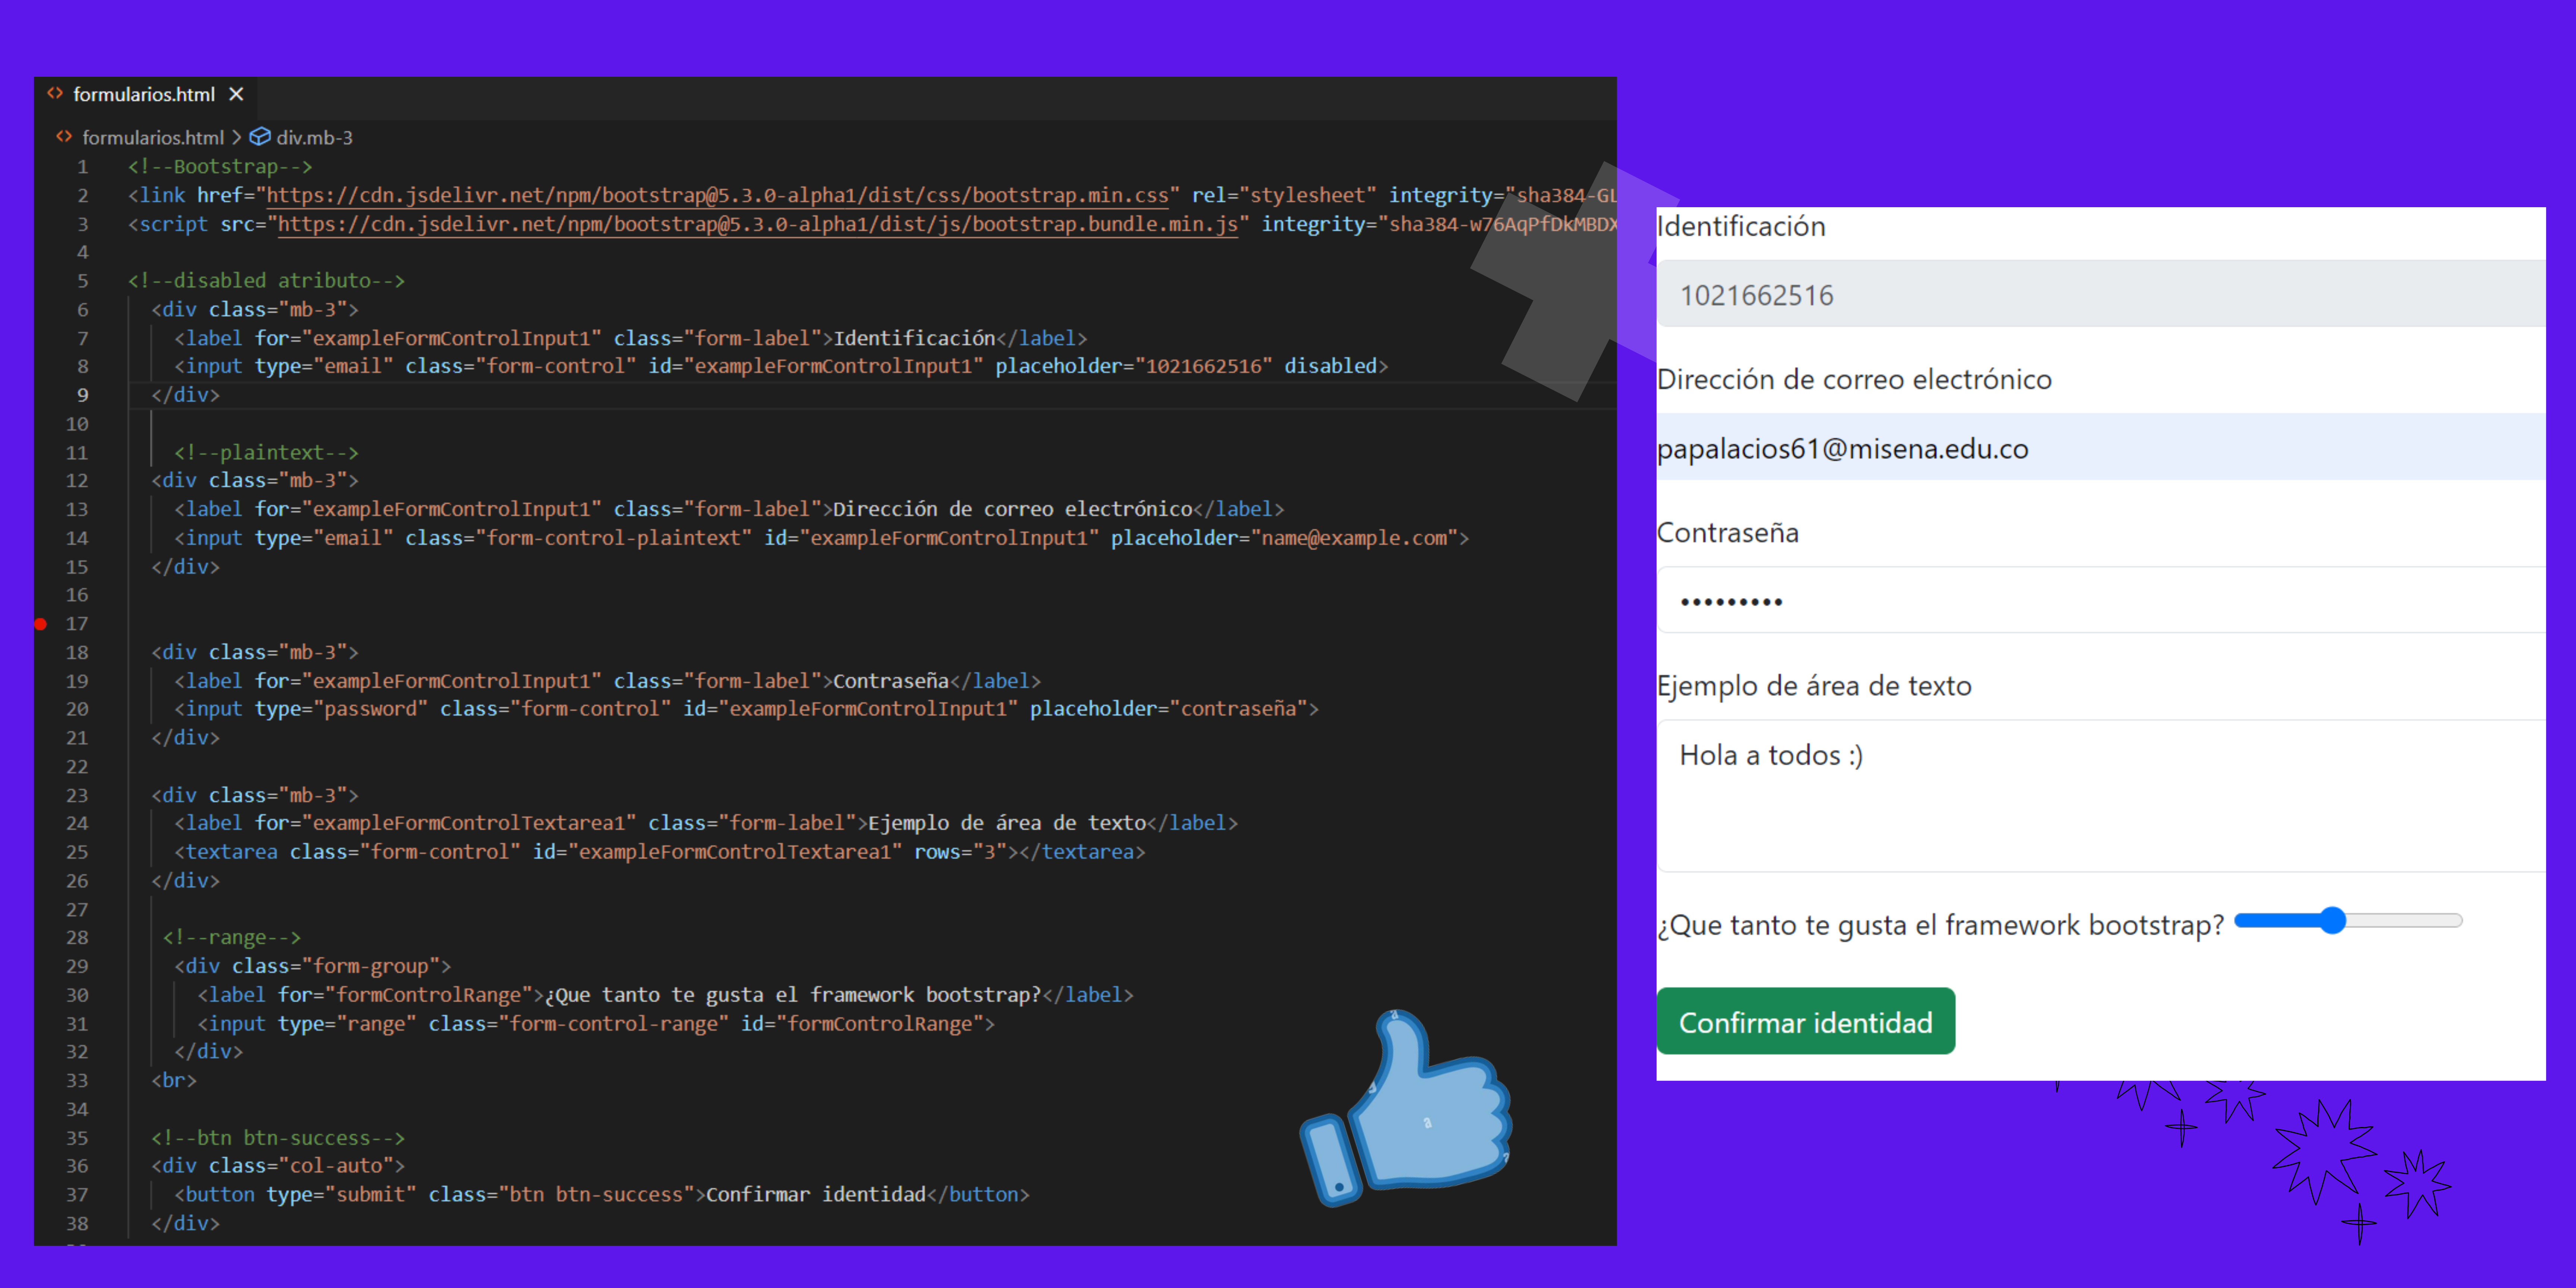 formularios.html
formularios.html > div.mb-3
1 <!--Bootstrap-->
2 <link href="https://cdn.jsdelivr.net/npm/bootstrap@5.3.0-alpha1/dist/css/bootstrap.min.css" rel="stylesheet" integrity="sha384-GL
3 <script src="https://cdn.jsdelivr.net/npm/bootstrap@5.3.0-alpha1/dist/js/bootstrap.bundle.min.js" integrity="sha384-w76AqPfDkMBDX
4
5 <!--disabled atributo-->
6 <div class="mb-3">
7 <label for="exampleFormControlInput1" class="form-label">Identificación</label>
8 <input type="email" class="form-control" id="exampleFormControlInput1" placeholder="1021662516" disabled>
9 </div>
10
11 <!--plaintext-->
12 <div class="mb-3">
13 <label for="exampleFormControlInput1" class="form-label">Dirección de correo electrónico</label>
14 <input type="email" class="form-control-plaintext" id="exampleFormControlInput1" placeholder="name@example.com">
15 </div>
16
17
18 <div class="mb-3">
19 <label for="exampleFormControlInput1" class="form-label">Contraseña</label>
20 <input type="password" class="form-control" id="exampleFormControlInput1" placeholder="contraseña">
21 </div>
22
23 <div class="mb-3">
24 <label for="exampleFormControlTextarea1" class="form-label">Ejemplo de área de texto</label>
25 <textarea class="form-control" id="exampleFormControlTextarea1" rows="3"></textarea>
26 </div>
27
28 <!--range-->
29 <div class="form-group">
30 <label for="formControlRange">¿Que tanto te gusta el framework bootstrap?</label>
31 <input type="range" class="form-control-range" id="formControlRange">
32 </div>
33 <br>
34
35 <!--btn btn-success-->
36 <div class="col-auto">
37 <button type="submit" class="btn btn-success">Confirmar identidad</button>
38 </div>
Identificación
1021662516
Dirección de correo electrónico
papalacios61@misena.edu.co
Contraseña
•••••••••
Ejemplo de área de texto
Hola a todos :)
¿Que tanto te gusta el framework bootstrap?
Confirmar identidad